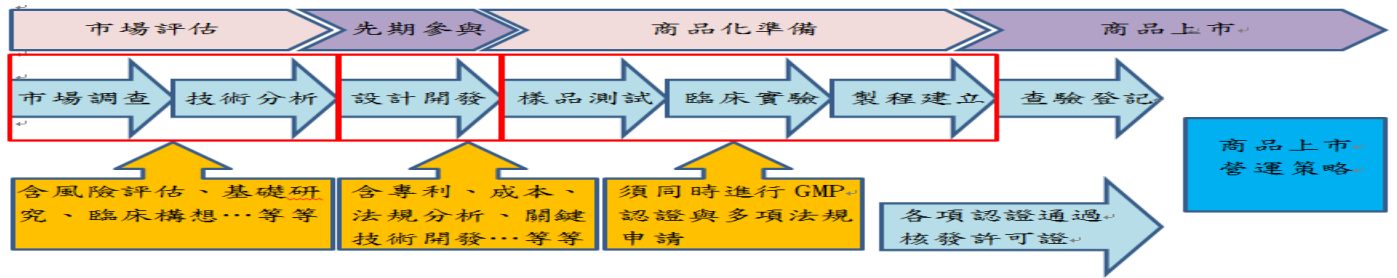 市場評估
先期參與
商品化準備
商品上市
市場調查
技術分析
設計開發
樣品測試
臨床實驗
製程建立
查驗登記
商品上市
營運策略
含風險評估、基礎研
究、臨床構想…等等
含專利、成本、
法規分析、關鍵
技術開發…等等
須同時進行 GMP
認證與多項法規
申請
各項認證通過
核發許可證